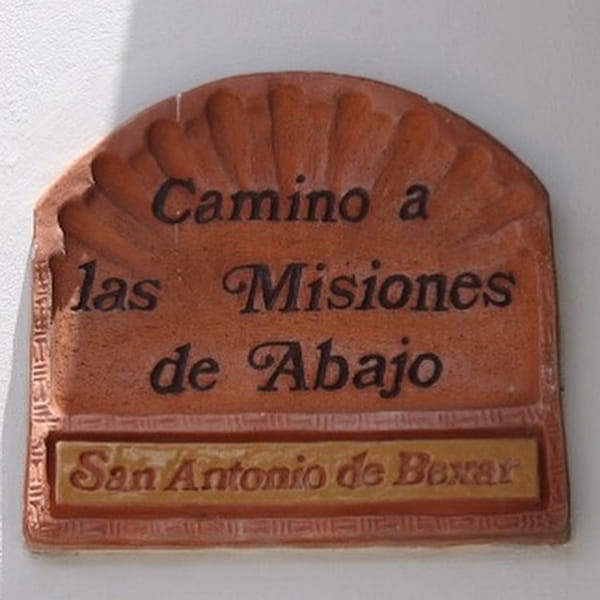 Camino a
las Misiones
de Abajo
San Antonio de Bexar